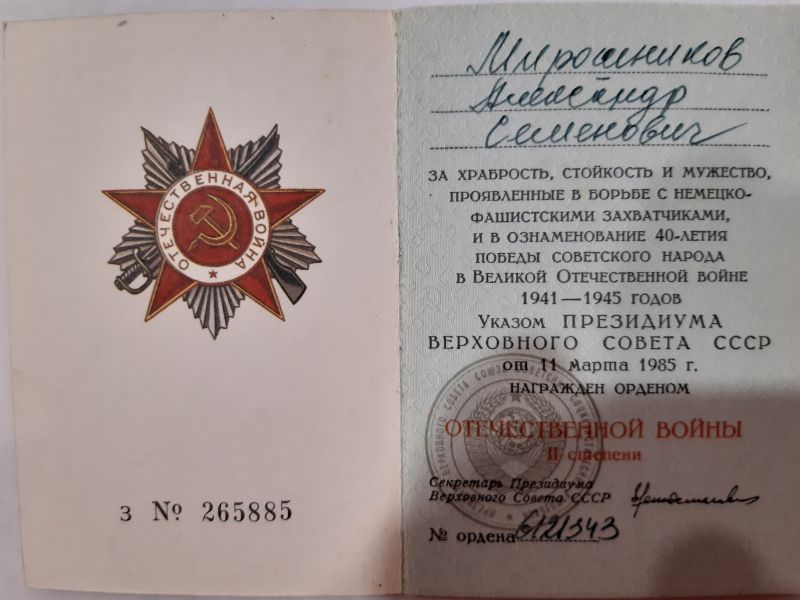 ОТЕЧЕСТВЕННАЯ ВОЙНА
З № 265885
Мирошников
Александр
Семенович
ЗА ХРАБРОСТЬ, СТОЙКОСТЬ И МУЖЕСТВО,
ПРОЯВЛЕННЫЕ В БОРЬБЕ С НЕМЕЦКО-
ФАШИСТСКИМИ ЗАХВАТЧИКАМИ,
И В ОЗНАМЕНОВАНИЕ 40-ЛЕТИЯ
ПОБЕДЫ СОВЕТСКОГО НАРОДА
В ВЕЛИКОЙ ОТЕЧЕСТВЕННОЙ ВОЙНЕ
1941—1945 ГОДОВ
УКАЗОМ ПРЕЗИДИУМА
ВЕРХОВНОГО СОВЕТА СССР
от 11 марта 1985 г.
НАГРАЖДЕН ОРДЕНОМ
ОТЕЧЕСТВЕННОЙ ВОЙНЫ
II степени
Секретарь Президиума
Верховного Совета СССР
№ ордена 6121343